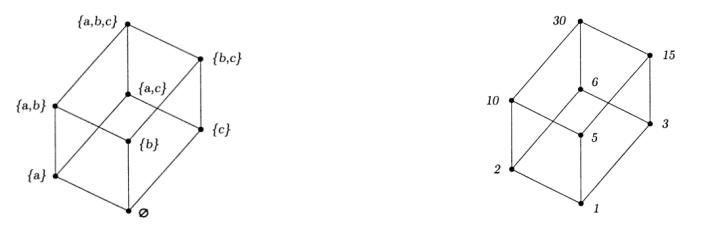 {a,b,c}
{b,c}
{a,c}
{a,b}
{b}
{c}
{a}
∅
30
15
6
10
5
3
2
1